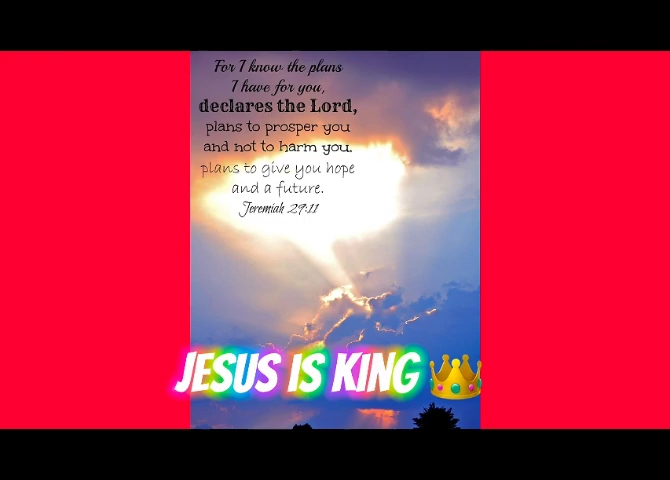 For I know the plans
I have for you,
declares the Lord,
plans to prosper you
and not to harm you,
plans to give you hope
and a future.
Jeremiah 29:11
JESUS IS KING